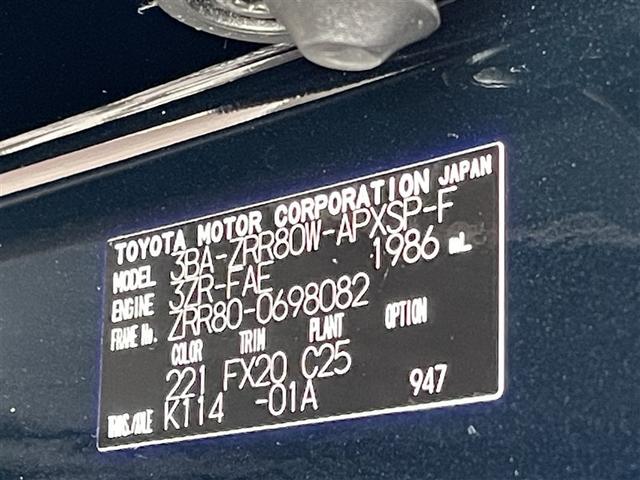 TOYOTA MOTOR CORPORATION JAPAN
MODEL 3BA-ZRR80W-APXSP-F
ENGINE 3ZR-FAE 1986 mL
FRAME No. ZRR80-0698082
COLOR TRIM PLANT OPTION
221 FX20 C25
TRNS./AXLE K114 -01A 947